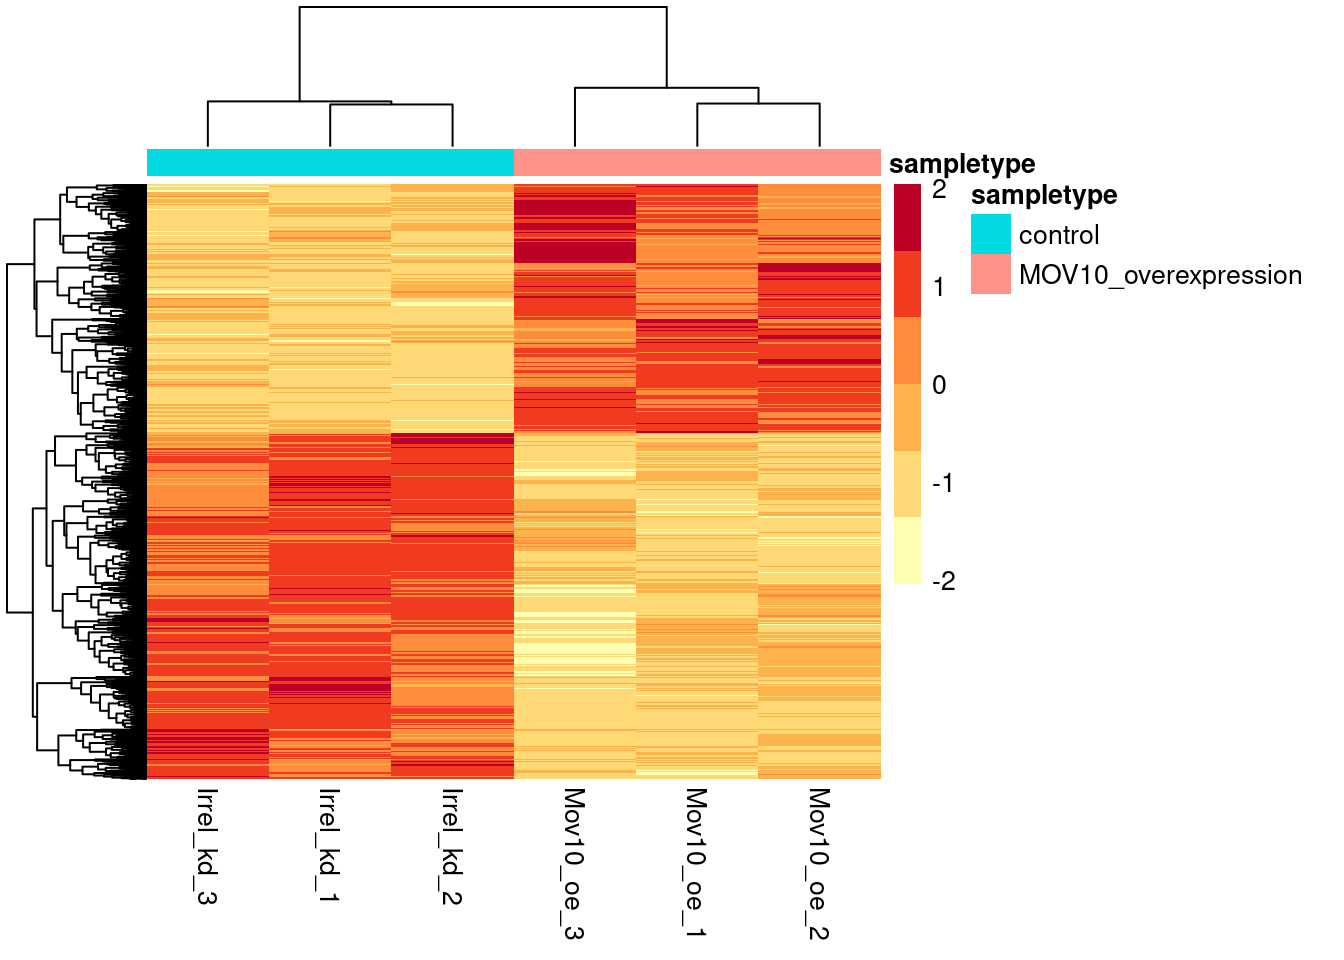 sampletype
2
1
0
-1
-2
sampletype
control
MOV10_overexpression
Irrel_kd_3
Irrel_kd_1
Irrel_kd_2
Mov10_oe_3
Mov10_oe_1
Mov10_oe_2